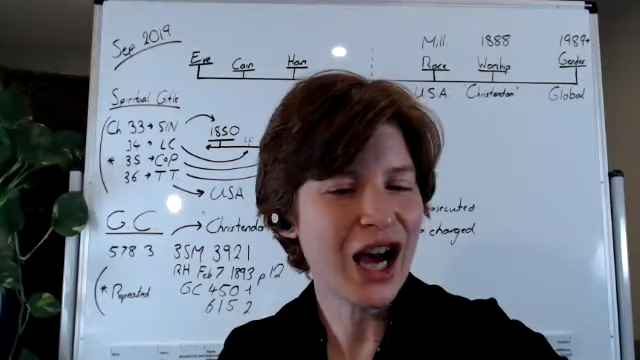 Sep 2019
Mill 1888 1989+
Eve Cain Ham Race Worship Gender
USA "Christendom" Global
Spiritual Gifts
Ch 33 → SIN
34 → LC
* 35 → CoP
36 → TT
1850
LC
→ USA
G.C.
→ "Christendo
578 3
3SM 392 1
RH Feb 7 1893 p 12
GC 450 1
615 2
* Repeated
charged